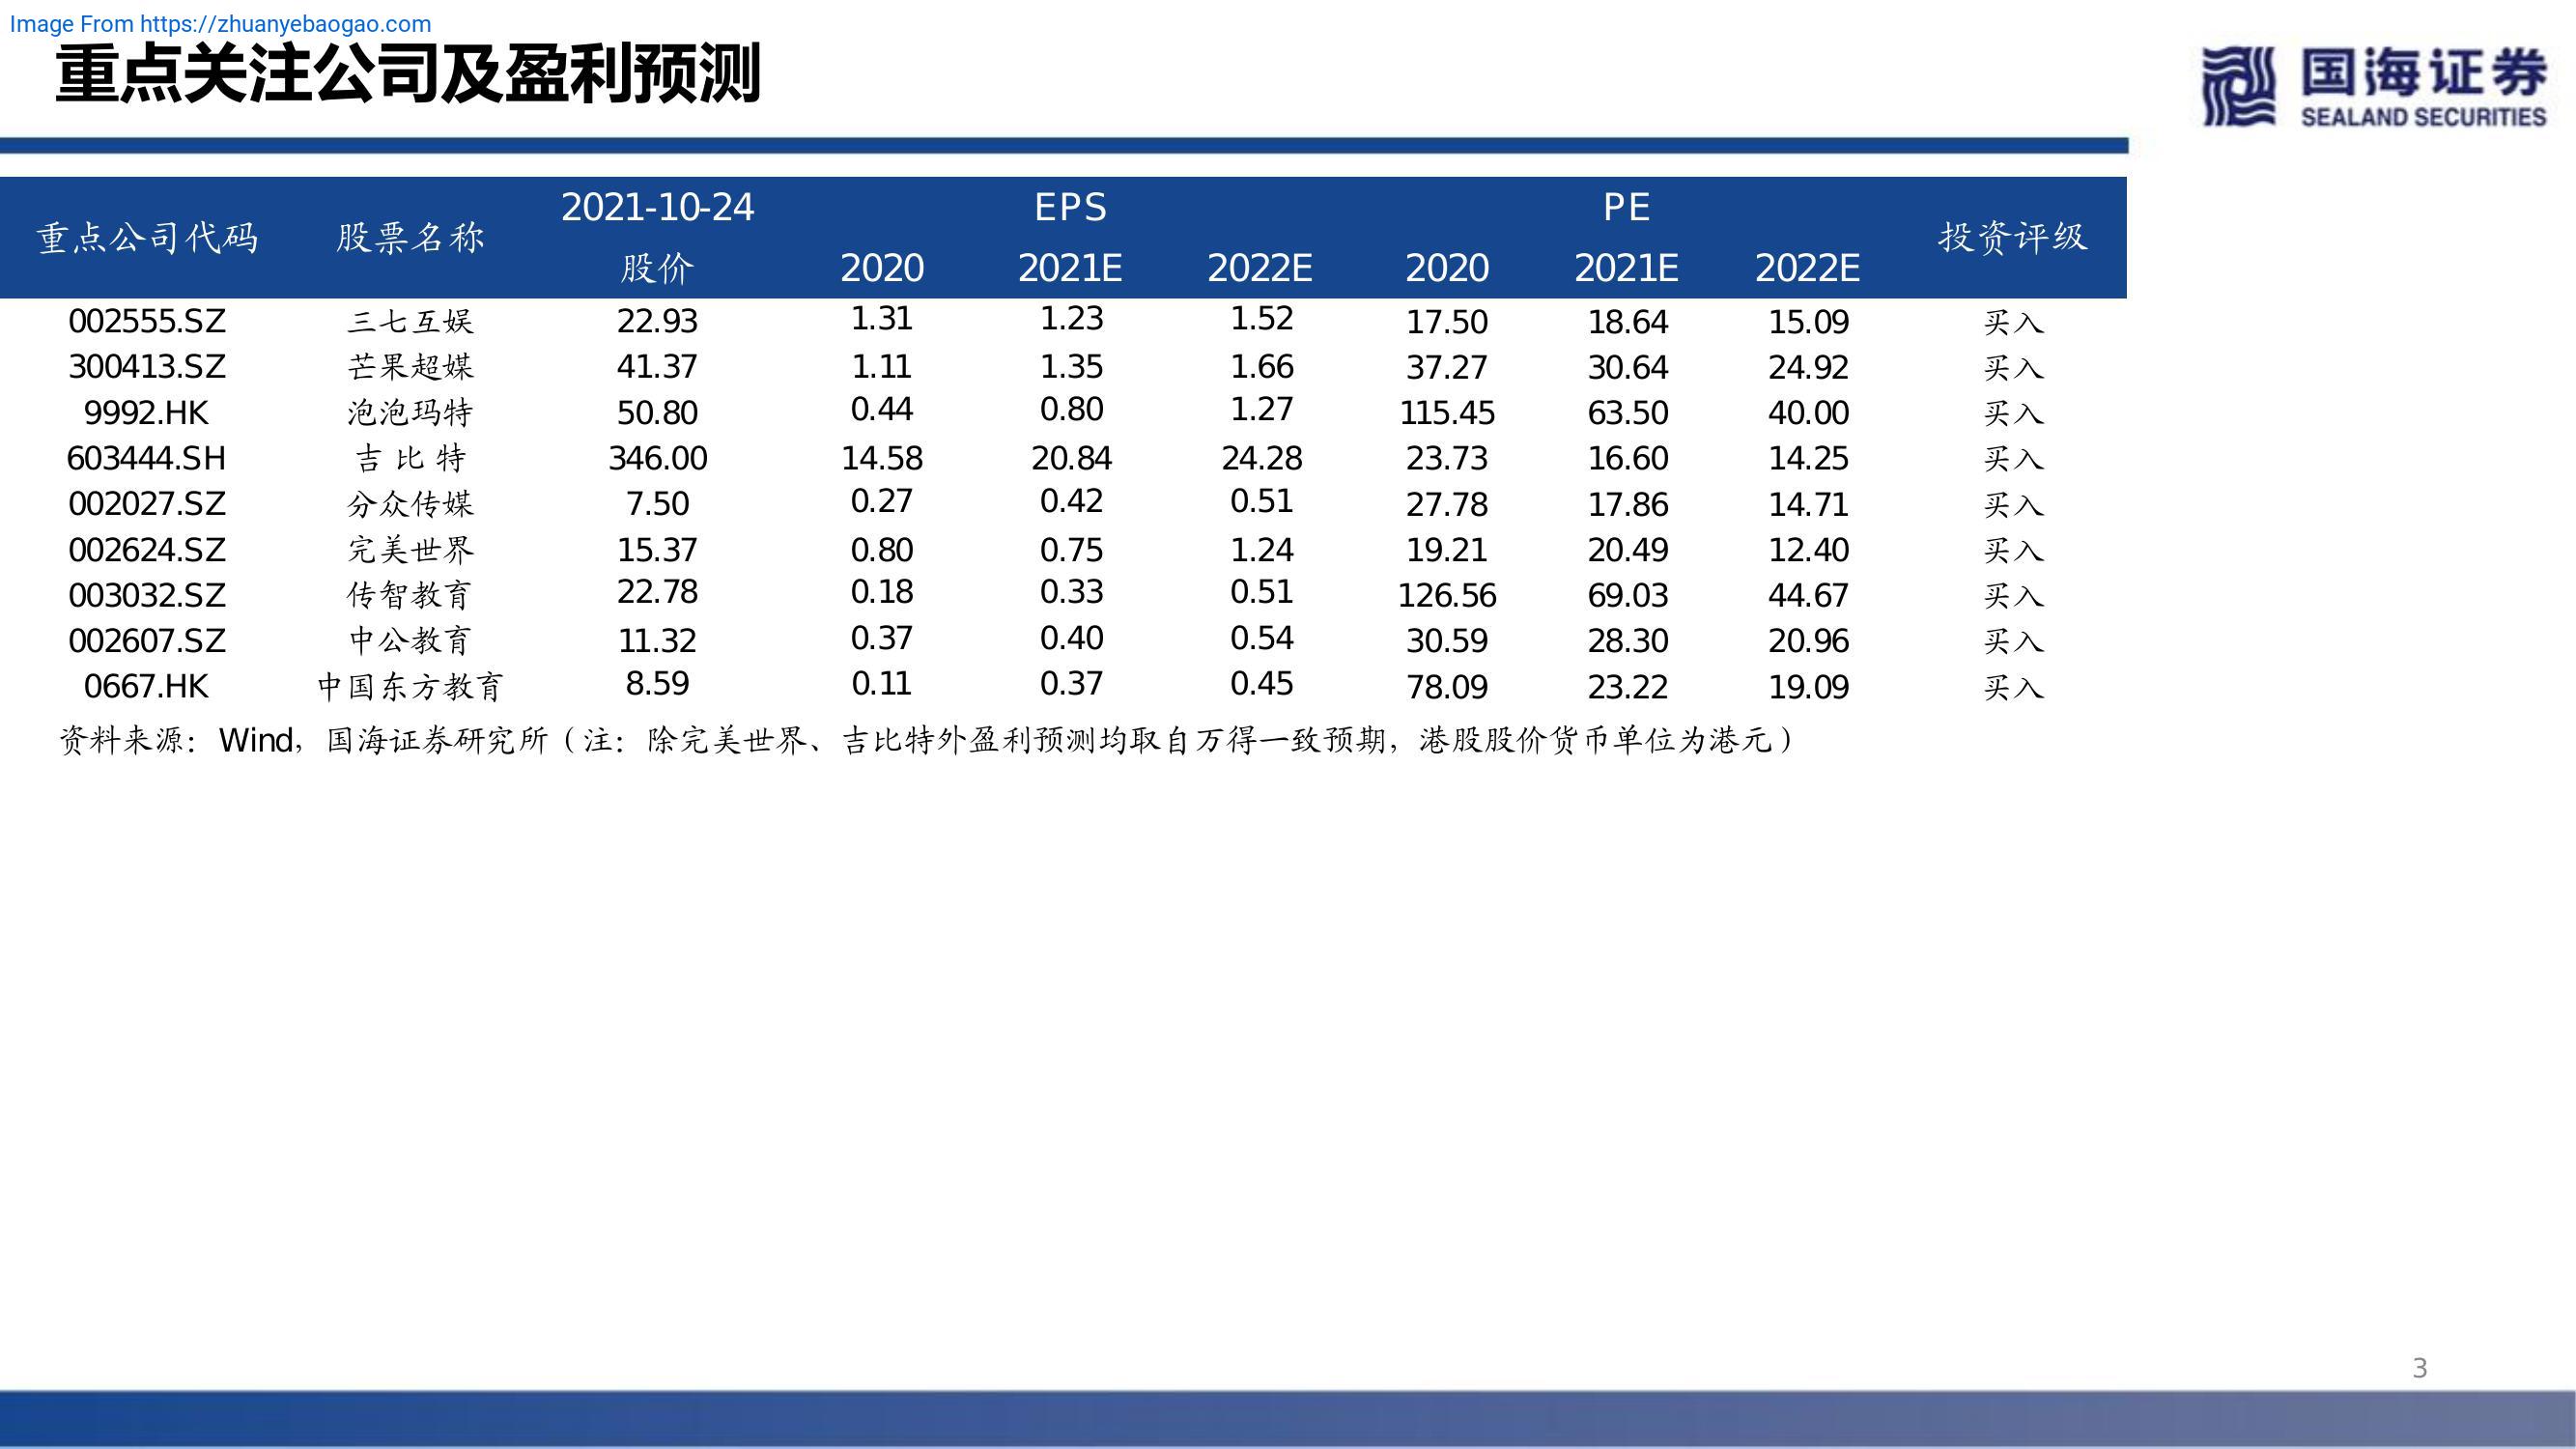 Image From https://zhuanyebaogao.com
重点关注公司及盈利预测
国海证券
SEALAND SECURITIES
重点公司代码 股票名称 2021-10-24 EPS PE 投资评级
股价 2020 2021E 2022E 2020 2021E 2022E
002555.SZ 三七互娱 22.93 1.31 1.23 1.52 17.50 18.64 15.09 买入
300413.SZ 芒果超媒 41.37 1.11 1.35 1.66 37.27 30.64 24.92 买入
9992.HK 泡泡玛特 50.80 0.44 0.80 1.27 115.45 63.50 40.00 买入
603444.SH 吉比特 346.00 14.58 20.84 24.28 23.73 16.60 14.25 买入
002027.SZ 分众传媒 7.50 0.27 0.42 0.51 27.78 17.86 14.71 买入
002624.SZ 完美世界 15.37 0.80 0.75 1.24 19.21 20.49 12.40 买入
003032.SZ 传智教育 22.78 0.18 0.33 0.51 126.56 69.03 44.67 买入
002607.SZ 中公教育 11.32 0.37 0.40 0.54 30.59 28.30 20.96 买入
0667.HK 中国东方教育 8.59 0.11 0.37 0.45 78.09 23.22 19.09 买入
资料来源：Wind，国海证券研究所（注：除完美世界、吉比特外盈利预测均取自万得一致预期，港股股价货币单位为港元）
3